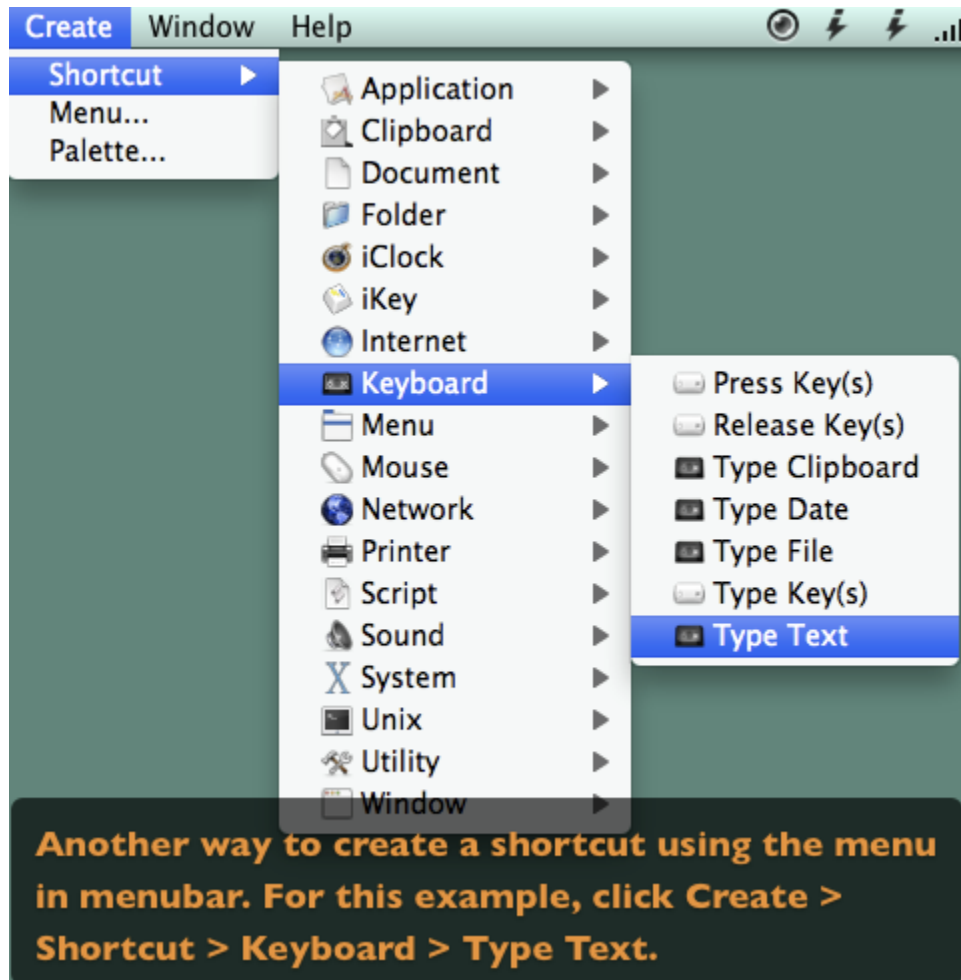 Create Window Help
Shortcut
Menu...
Palette...
Application
Clipboard
Document
Folder
iClock
iKey
Internet
Keyboard
Menu
Mouse
Network
Printer
Script
Sound
System
Unix
Utility
Window
Press Key(s)
Release Key(s)
Type Clipboard
Type Date
Type File
Type Key(s)
Type Text
Another way to create a shortcut using the menu
in menubar. For this example, click Create >
Shortcut > Keyboard > Type Text.